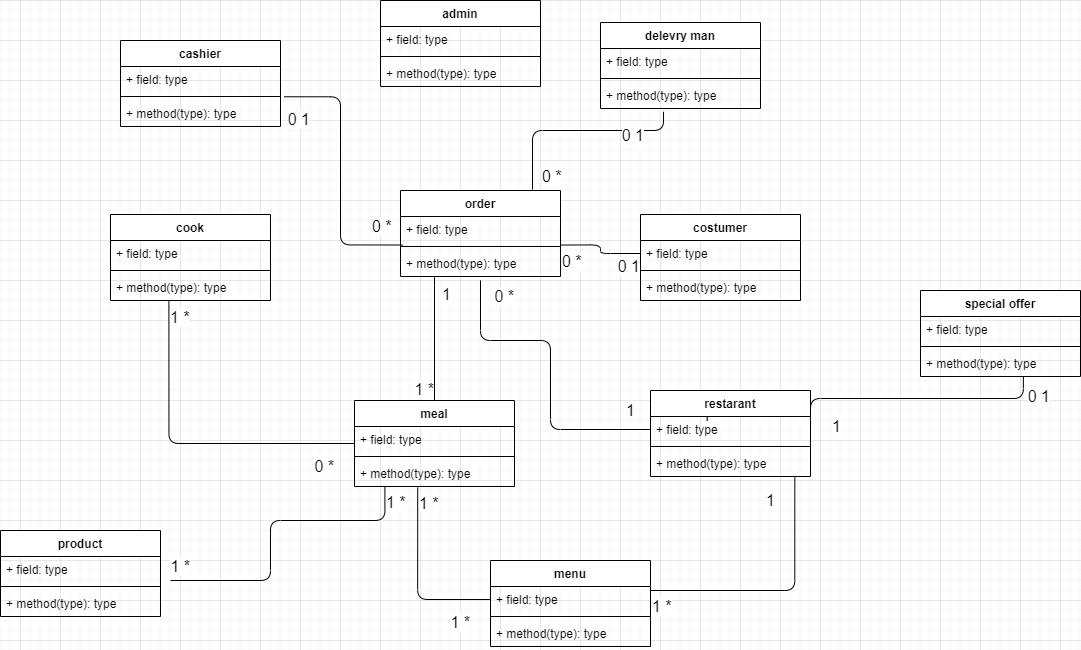 admin
+ field: type
+ method(type): type
delevry man
+ field: type
+ method(type): type
cashier
+ field: type
+ method(type): type
0 1
0 1
0 *
order
+ field: type
+ method(type): type
0 *
0 *
0 1
costumer
+ field: type
+ method(type): type
cook
+ field: type
+ method(type): type
1 *
1
0 *
special offer
+ field: type
+ method(type): type
0 1
1 *
meal
+ field: type
+ method(type): type
0 *
1
restarant
+ field: type
+ method(type): type
1
1
1 *
1 *
product
+ field: type
+ method(type): type
1 *
menu
+ field: type
+ method(type): type
1 *
1 *